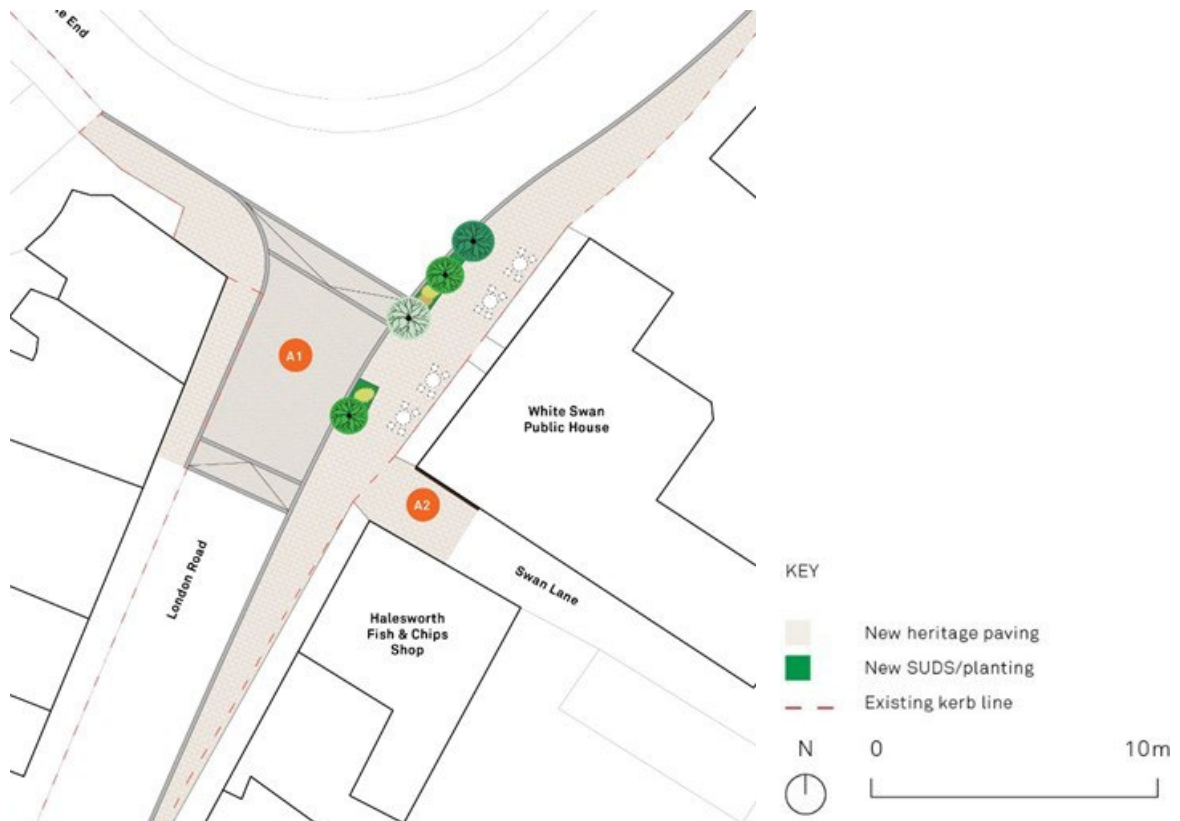 End
A1
White Swan
Public House
A2
London Road
Swan Lane
Halesworth
Fish & Chips
Shop
KEY
New heritage paving
New SUDS/planting
Existing kerb line
N
0
10m